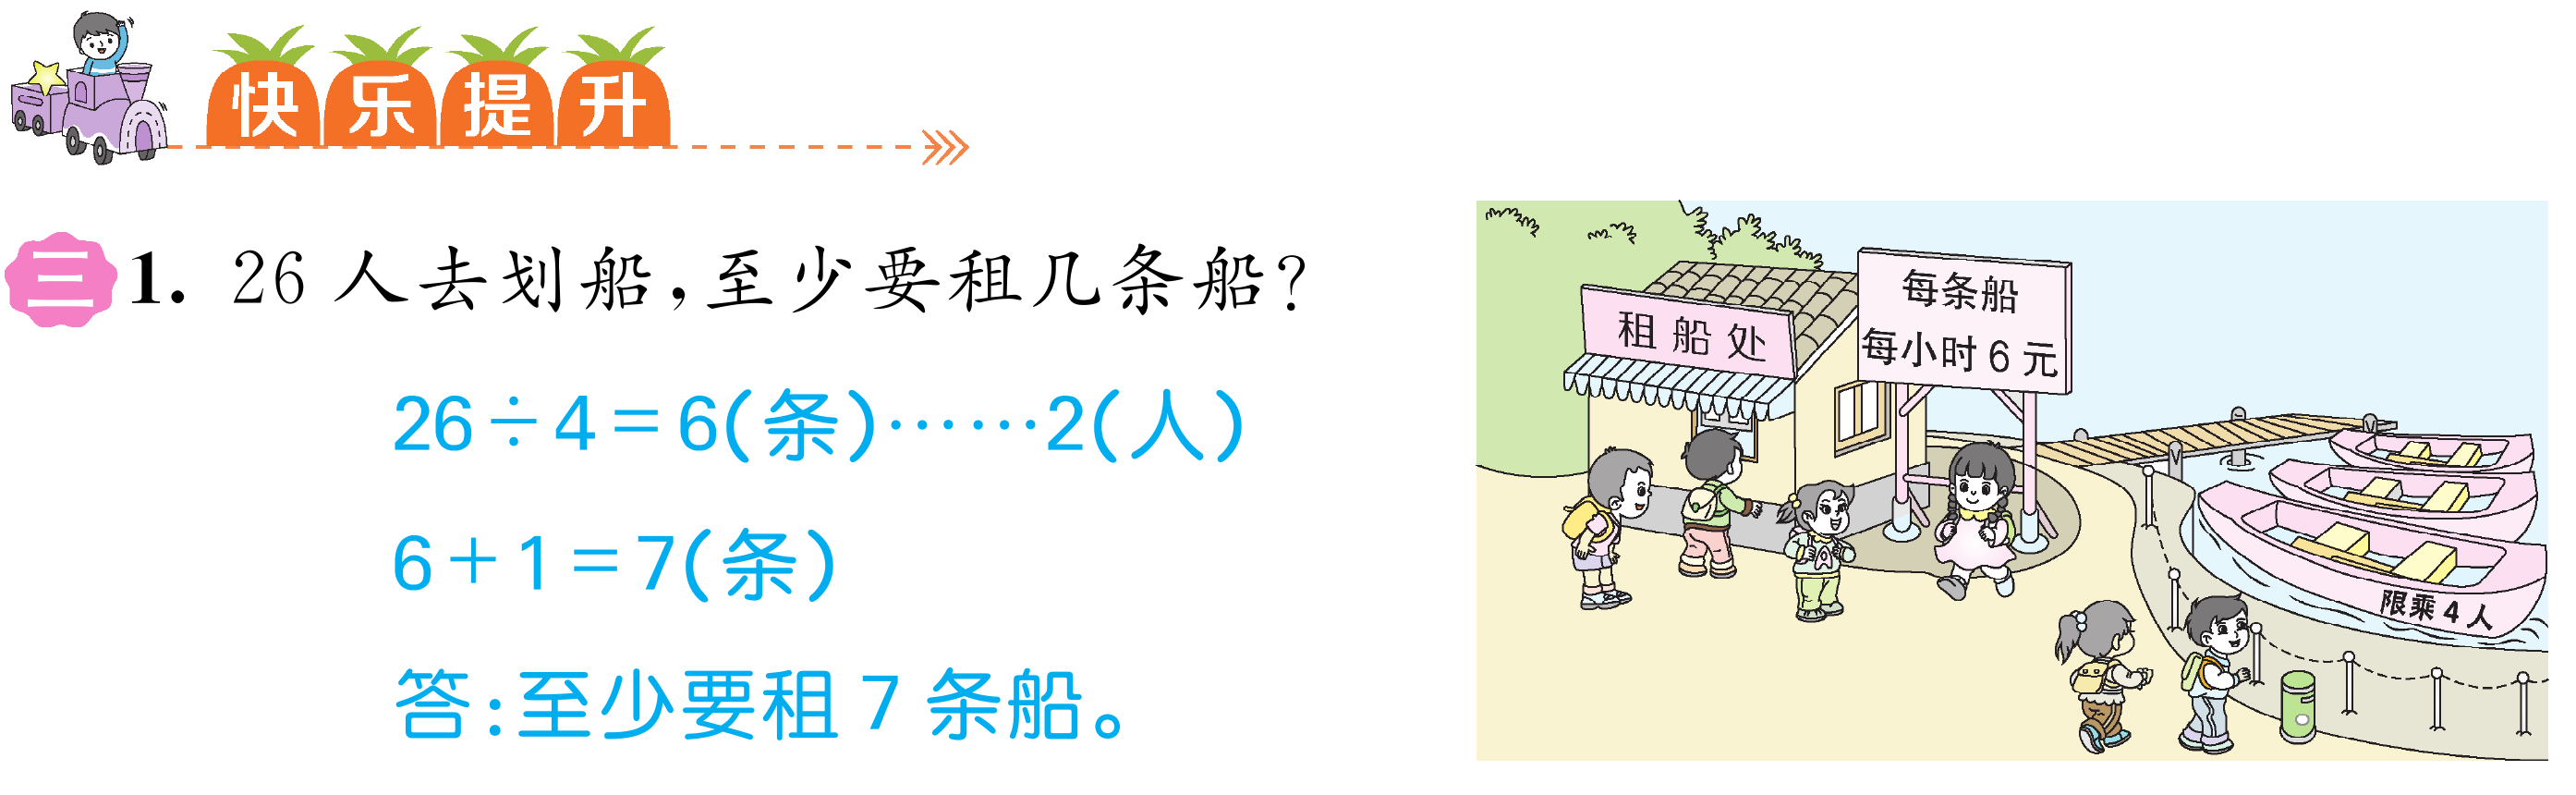 快乐提升
三 1. 26 人去划船,至少要租几条船?
26÷4=6(条)……2(人)
6+1=7(条)
答:至少要租 7 条船。
租船处
每条船
每小时 6 元
限乘 4 人